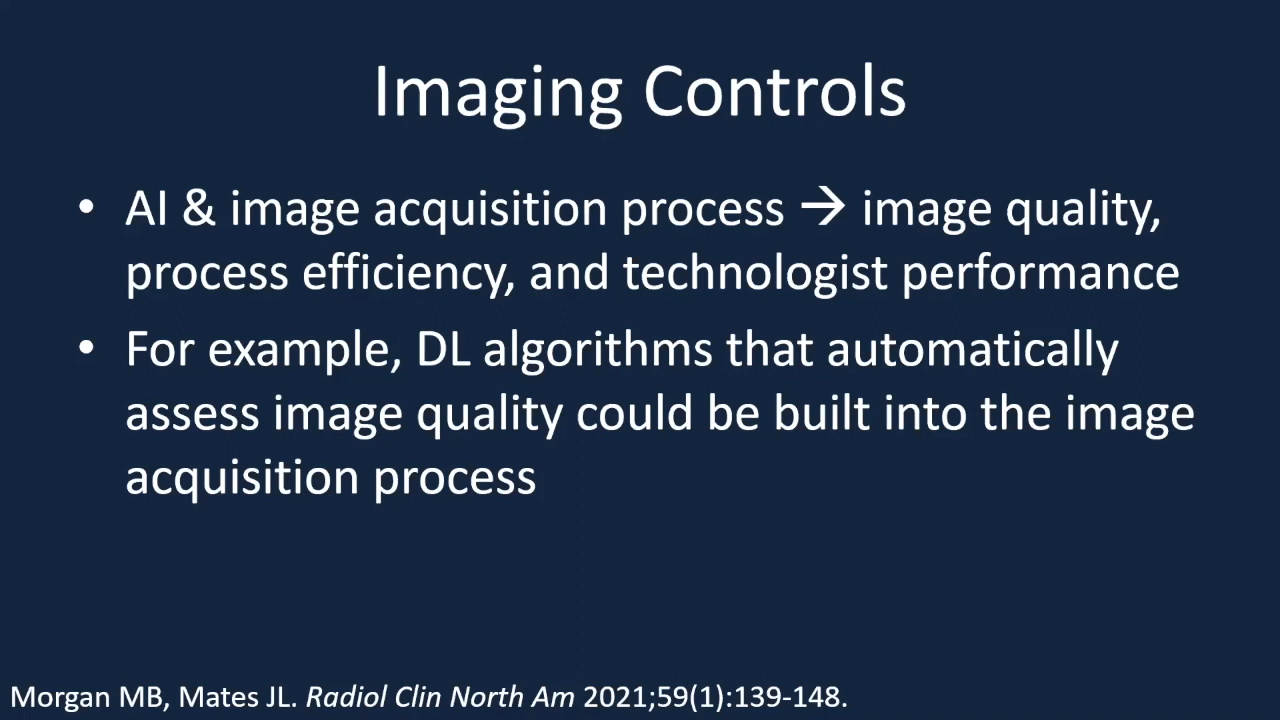 Imaging Controls
• AI & image acquisition process → image quality,
process efficiency, and technologist performance
• For example, DL algorithms that automatically
assess image quality could be built into the image
acquisition process
Morgan MB, Mates JL. Radiol Clin North Am 2021;59(1):139-148.